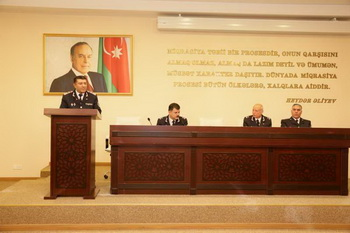 MİQRASİYA TƏBİİ BİR PROSESDİR, ONUN QARŞISINI
ALMAQ OLMAZ, ALMAQ DA LAZIM DEYİL VƏ ÜMUMƏN,
MÜSBƏT XARAKTER DAŞIYIR. DÜNYADA MİQRASİYA
PROSESİ BÜTÜN ÖLKƏLƏRƏ, XALQLARA AİDDİR.
HEYDƏR ƏLİYEV